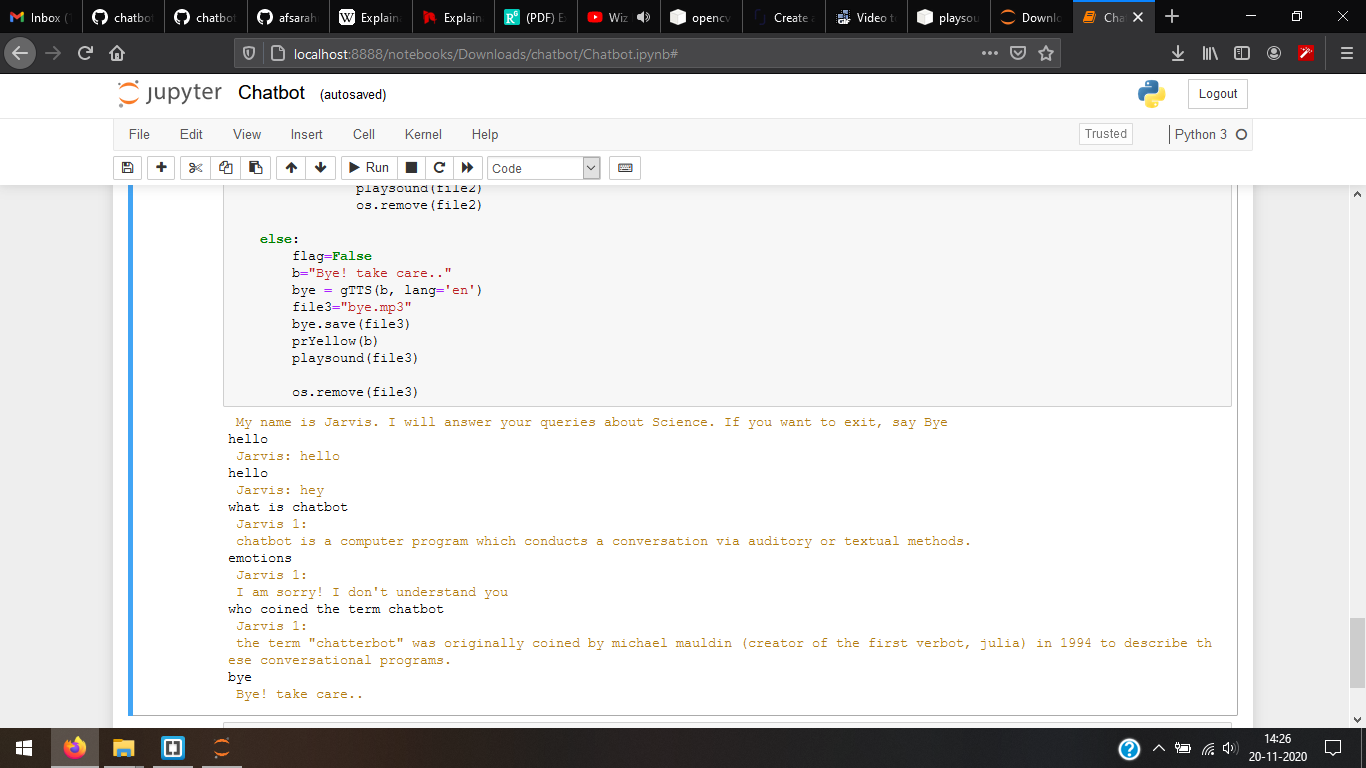 Inbox (
chatbot
chatbot
afsarah
Explain
Explain
(PDF) E
Wiz
opencv
Create a
Video to
playsou
Downlo
Cha
localhost:8888/notebooks/Downloads/chatbot/Chatbot.ipynb#
jupyter Chatbot (autosaved)
Logout
File Edit View Insert Cell Kernel Help
Trusted
Python 3
Run
Code
playsound(file2)
os.remove(file2)
else:
flag=False
b="Bye! take care.."
bye = gTTS(b, lang='en')
file3="bye.mp3"
bye.save(file3)
prYellow(b)
playsound(file3)
os.remove(file3)
My name is Jarvis. I will answer your queries about Science. If you want to exit, say Bye
hello
Jarvis: hello
hello
Jarvis: hey
what is chatbot
Jarvis 1:
chatbot is a computer program which conducts a conversation via auditory or textual methods.
emotions
Jarvis 1:
I am sorry! I don't understand you
who coined the term chatbot
Jarvis 1:
the term "chatterbot" was originally coined by michael mauldin (creator of the first verbot, julia) in 1994 to describe th
ese conversational programs.
bye
Bye! take care..
14:26
20-11-2020